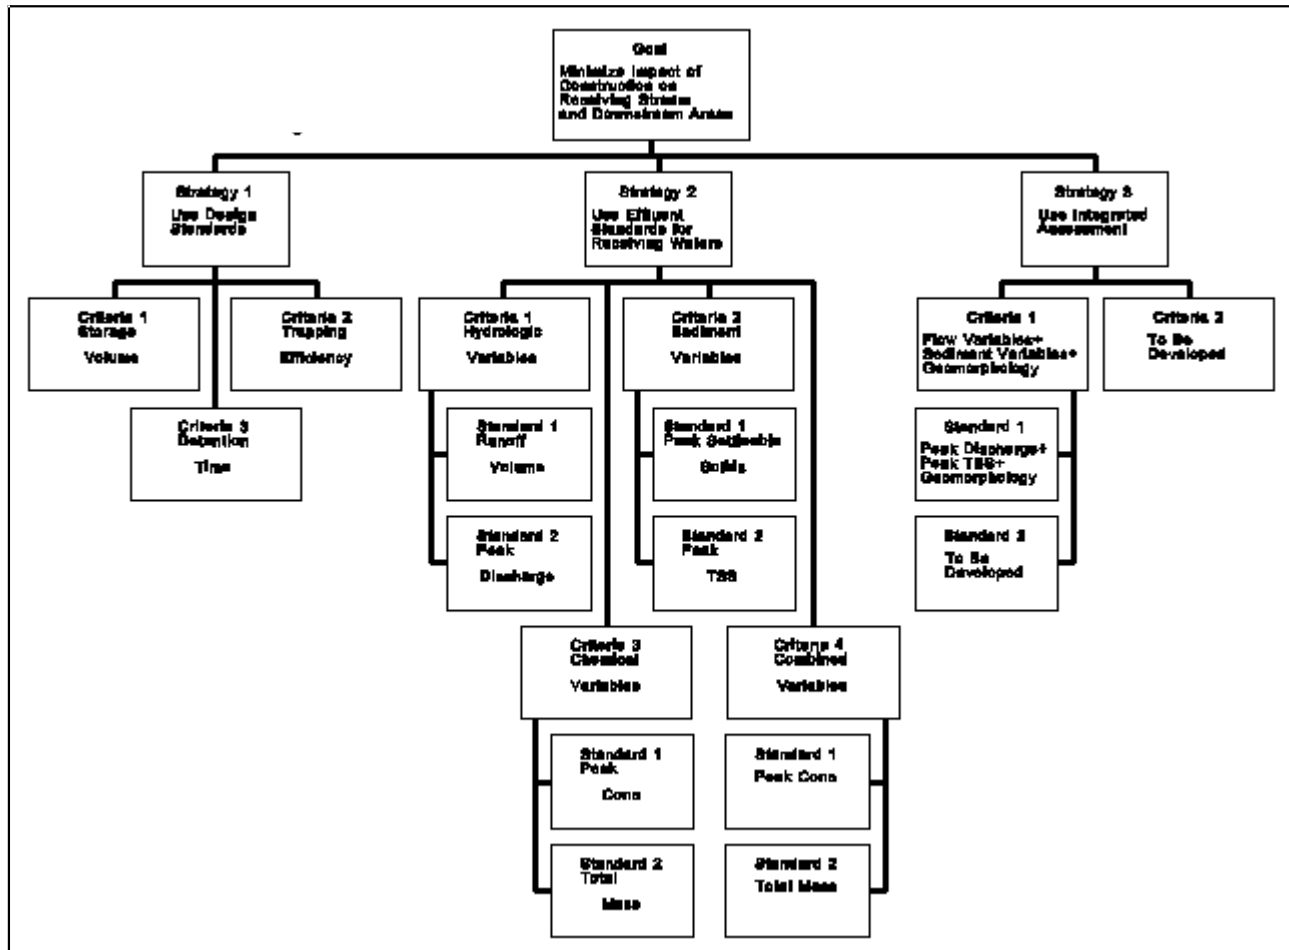 Goal
Minimize Impact of
Construction on
Receiving Streams
and Downstream Areas
Strategy 1
Use Design
Standards
Strategy 2
Use Effluent
Standards for
Receiving Waters
Strategy 3
Use Integrated
Assessment
Criteria 1
Storage
Volume
Criteria 2
Trapping
Efficiency
Criteria 3
Detention
Time
Criteria 1
Hydrologic
Variables
Criteria 2
Sediment
Variables
Standard 1
Runoff
Volume
Standard 2
Peak
Discharge
Standard 1
Peak Settleable
Solids
Standard 2
Peak
TSS
Criteria 3
Chemical
Variables
Criteria 4
Combined
Variables
Standard 1
Peak
Conc
Standard 2
Total
Mass
Standard 1
Peak Conc
Standard 2
Total Mass
Criteria 1
Flow Variables+
Sediment Variables+
Geomorphology
Criteria 2
To Be
Developed
Standard 1
Peak Discharge+
Peak TSS+
Geomorphology
Standard 2
To Be
Developed